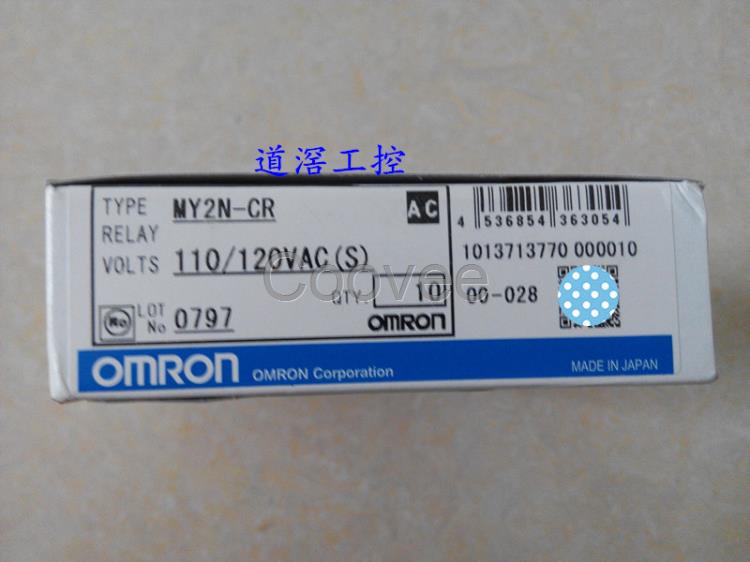 道滘工控
TYPE MY2N-CR AC
RELAY
VOLTS 110/120VAC(S)
QTY. 10
LOT No 0797
OMRON
4 536854 363054
1013713770 000010
00-028
Coovee
OMRON OMRON Corporation MADE IN JAPAN